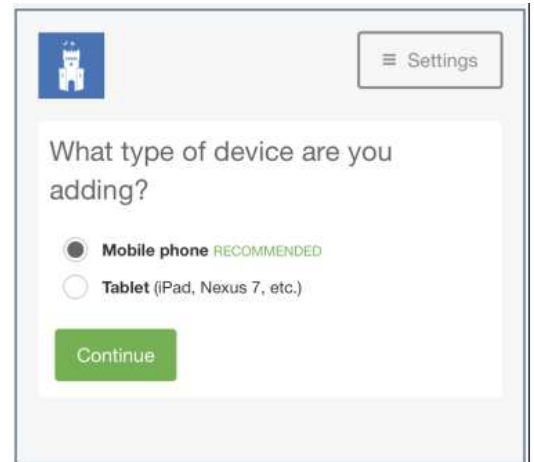 ≡ Settings
What type of device are you
adding?
Mobile phone RECOMMENDED
Tablet (iPad, Nexus 7, etc.)
Continue